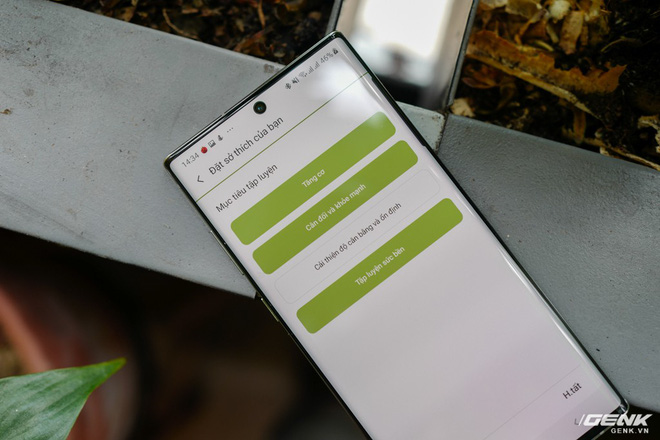 14:34
46%
Đặt sở thích của bạn
Mục tiêu tập luyện
Tăng cơ
Cân đối và khỏe mạnh
Cải thiện độ cân bằng và ổn định
Tập luyện sức bền
H.tất
GENK
GENK.VN